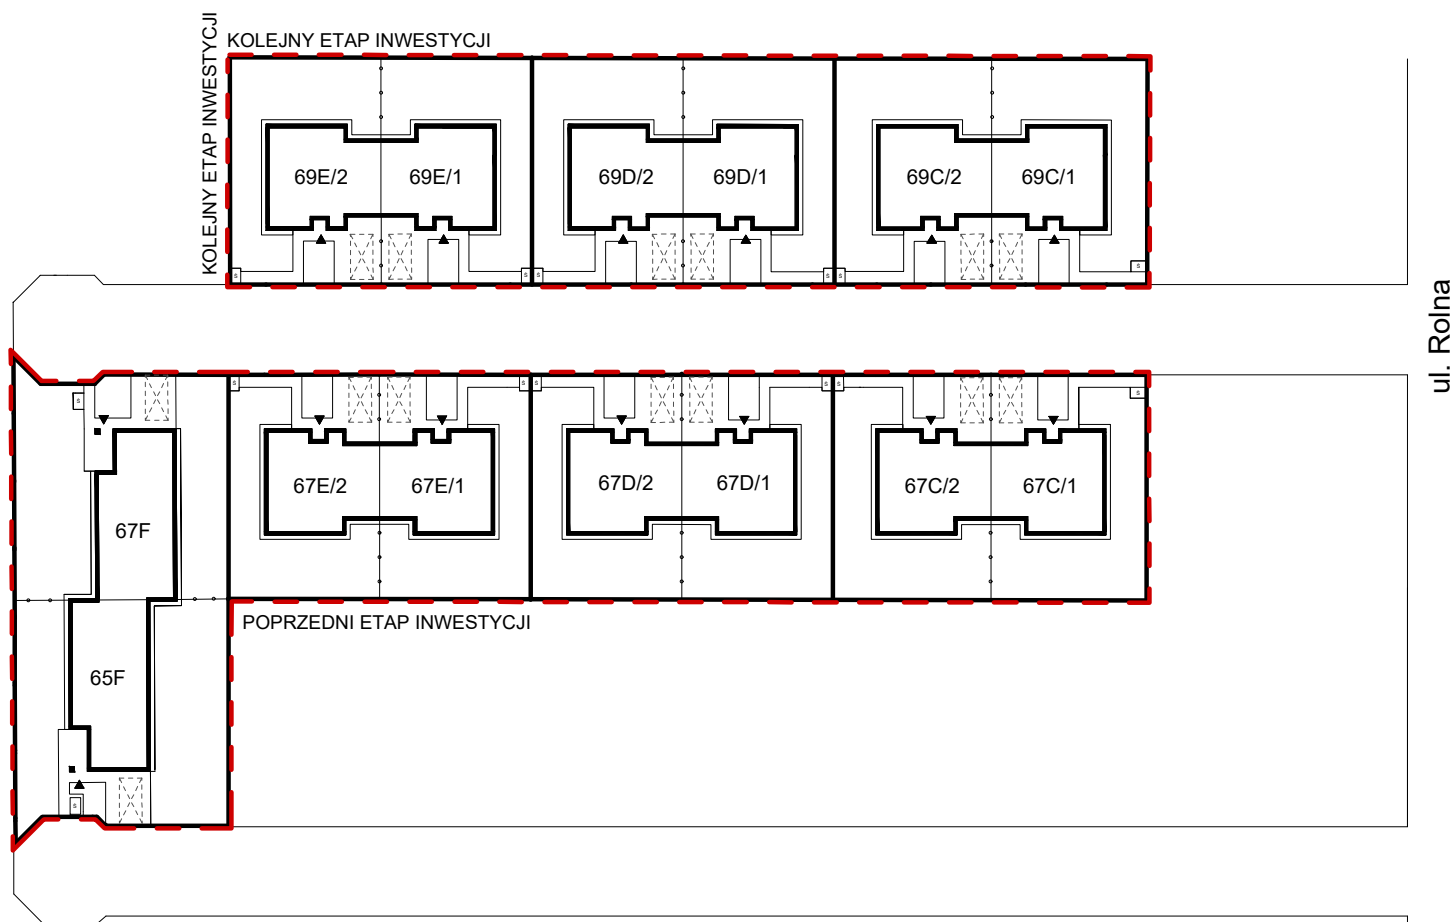 KOLEJNY ETAP INWESTYCJI
KOLEJNY ETAP INWESTYCJI
69E/2 69E/1 69D/2 69D/1 69C/2 69C/1
s s s s s s
ul. Rolna
s s s s s s
s
67E/2 67E/1 67D/2 67D/1 67C/2 67C/1
67F
POPRZEDNI ETAP INWESTYCJI
65F
s